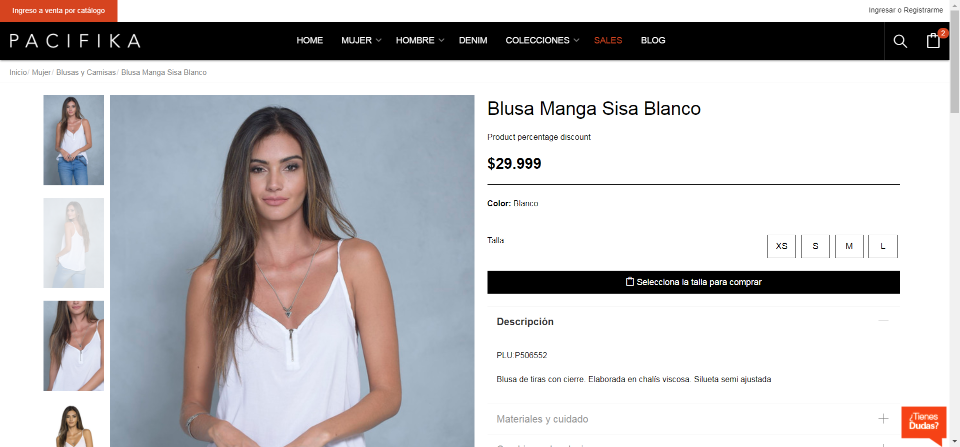 Ingreso a venta por catálogo
Ingresar o Registrarme
PACIFIKA
HOME MUJER HOMBRE DENIM COLECCIONES SALES BLOG
2
Inicio/ Mujer/ Blusas y Camisas/ Blusa Manga Sisa Blanco
Blusa Manga Sisa Blanco
Product percentage discount
$29.999
Color: Blanco
Talla
XS S M L
Selecciona la talla para comprar
Descripción
PLU:P506552
Blusa de tiras con cierre. Elaborada en chalís viscosa. Silueta semi ajustada
Materiales y cuidado
¿Tienes
Dudas?